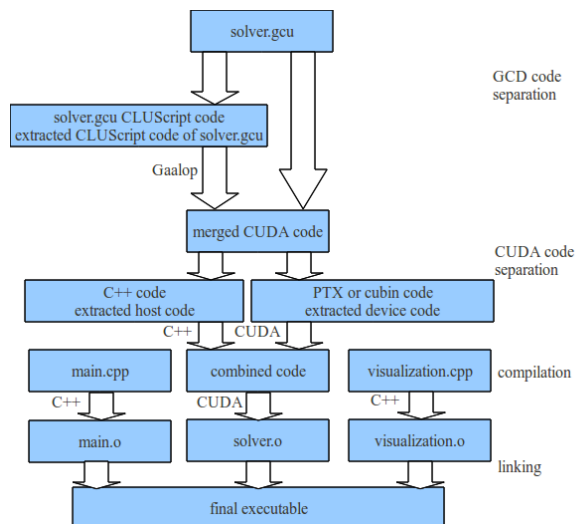 solver.gcu
GCD code
separation
solver.gcu CLUScript code
extracted CLUScript code of solver.gcu
Gaalop
merged CUDA code
CUDA code
separation
C++ code
extracted host code
PTX or cubin code
extracted device code
C++
CUDA
main.cpp
combined code
visualization.cpp
compilation
C++
CUDA
C++
main.o
solver.o
visualization.o
linking
final executable